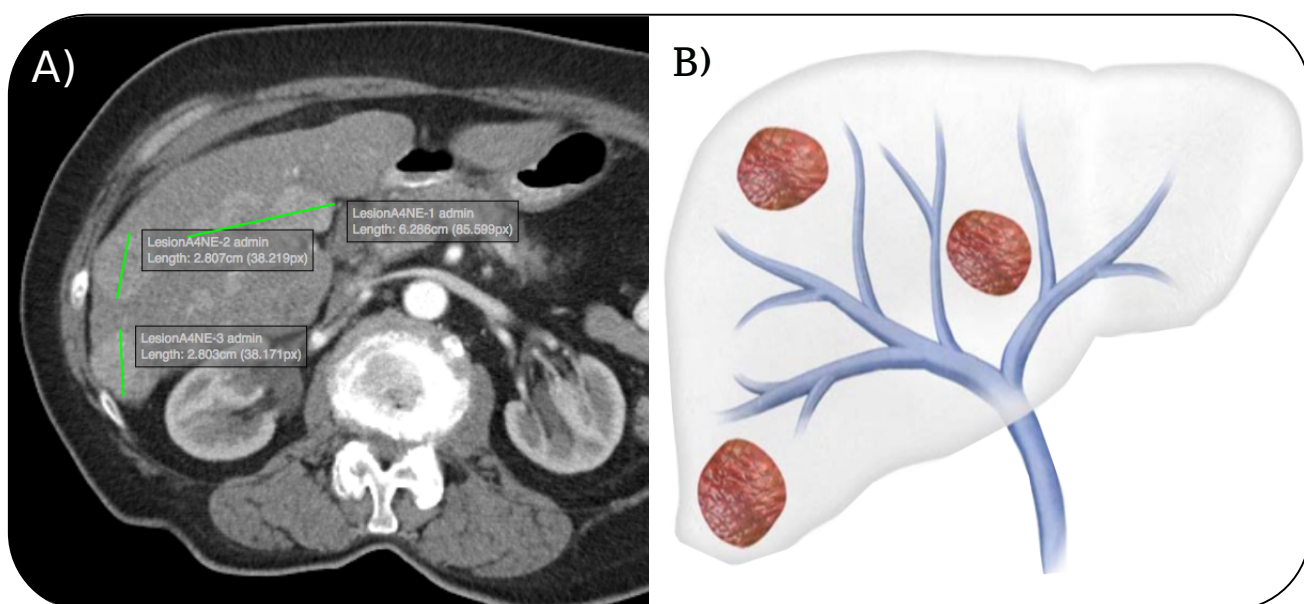 A)
B)
LesionA4NE-1 admin
Length: 6.286cm (85.599px)
LesionA4NE-2 admin
Length: 2.807cm (38.219px)
LesionA4NE-3 admin
Length: 2.803cm (38.171px)